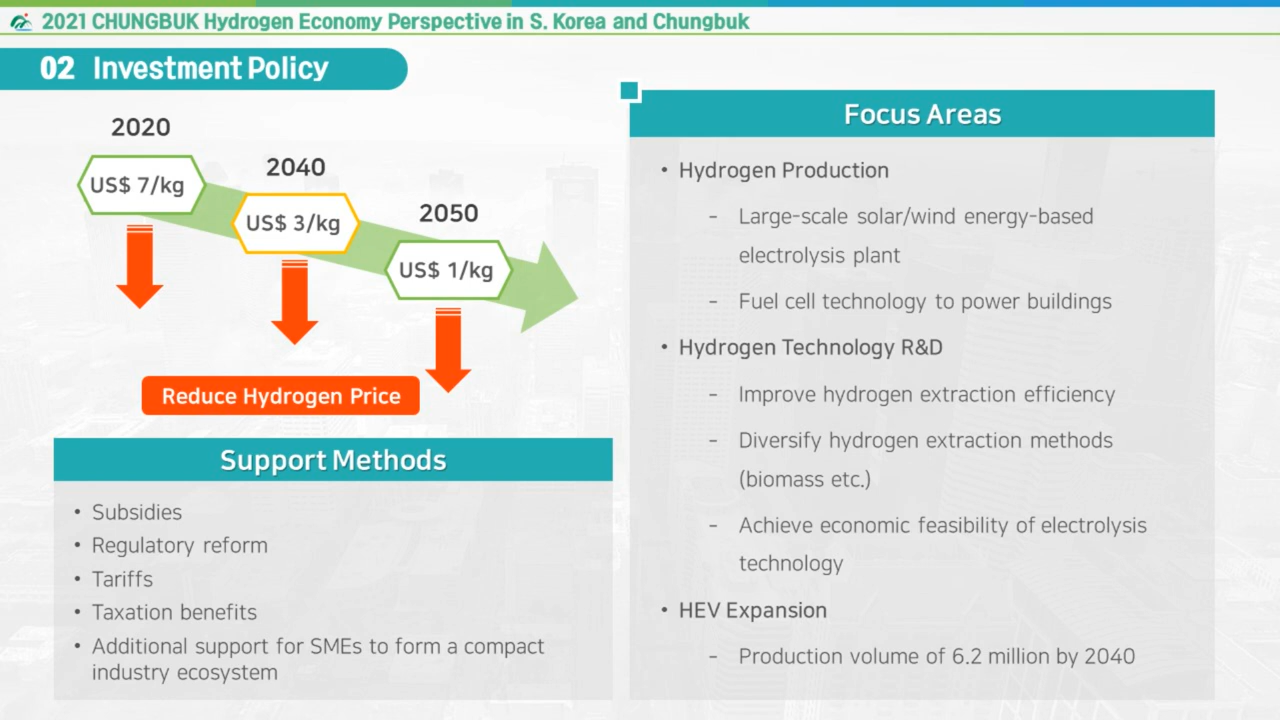 2021 CHUNGBUK Hydrogen Economy Perspective in S. Korea and Chungbuk
02 Investment Policy
2020
US$ 7/kg
2040
US$ 3/kg
2050
US$ 1/kg
Reduce Hydrogen Price
Support Methods
• Subsidies
• Regulatory reform
• Tariffs
• Taxation benefits
• Additional support for SMEs to form a compact
industry ecosystem
Focus Areas
• Hydrogen Production
- Large-scale solar/wind energy-based
electrolysis plant
- Fuel cell technology to power buildings
• Hydrogen Technology R&D
- Improve hydrogen extraction efficiency
- Diversify hydrogen extraction methods
(biomass etc.)
- Achieve economic feasibility of electrolysis
technology
• HEV Expansion
- Production volume of 6.2 million by 2040